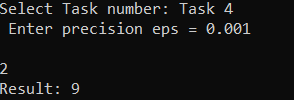 Select Task number: Task 4
Enter precision eps = 0.001
2
Result: 9